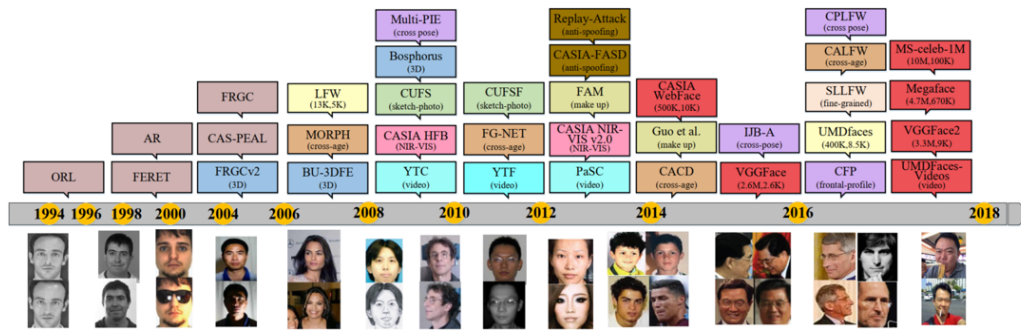 ORL
AR
FERET
FRGC
CAS-PEAL
FRGCv2
(3D)
LFW
(13K,5K)
MORPH
(cross-age)
BU-3DFE
(3D)
Multi-PIE
(cross pose)
Bosphorus
(3D)
CUFS
(sketch-photo)
CASIA HFB
(NIR-VIS)
YTC
(video)
CUFSF
(sketch-photo)
FG-NET
(cross-age)
YTF
(video)
Replay-Attack
(anti-spoofing)
CASIA-FASD
(anti-spoofing)
FAM
(make up)
CASIA NIR-
VIS v2.0
(NIR-VIS)
PaSC
(video)
CASIA
WebFace
(500K,10K)
Guo et al.
(make up)
CACD
(cross-age)
IJB-A
(cross-pose)
VGGFace
(2.6M,2.6K)
CPLFW
(cross pose)
CALFW
(cross-age)
SLLFW
(fine-grained)
UMDfaces
(400K,8.5K)
CFP
(frontal-profile)
MS-celeb-1M
(10M,100K)
Megaface
(4.7M,670K)
VGGFace2
(3.3M,9K)
UMDFaces-
Videos
(video)
1994 1996 1998 2000 2004 2006 2008 2010 2012 2014 2016 2018